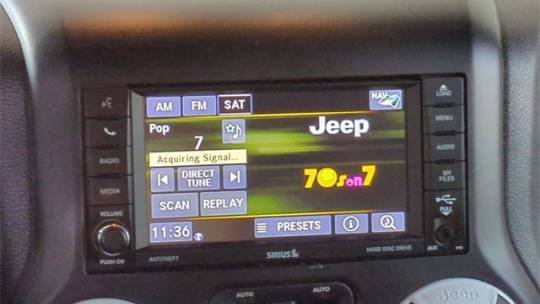 AM FM SAT NAV
LOAD
Pop
7
Jeep
MENU
Acquiring Signal...
RADIO
DIRECT TUNE
70s on 7
AUDIO
MEDIA
MY FILES
SCAN REPLAY
VOLUME
PULL
11:36
PRESETS
PUSH ON
AUX
ANTITHEFT
SIRIUS
HARD DISC DRIVE
AUTO
AUTO